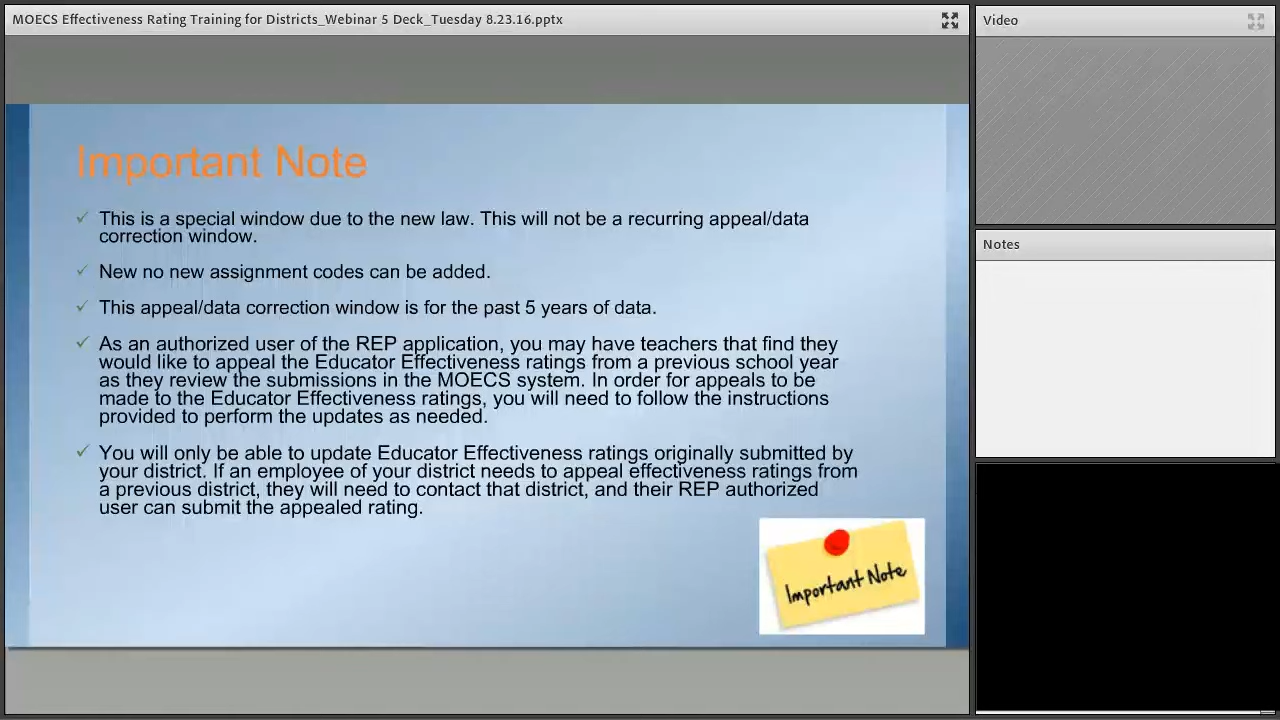 MOECS Effectiveness Rating Training for Districts_Webinar 5 Deck_Tuesday 8.23.16.pptx
Video
Notes
Important Note
This is a special window due to the new law. This will not be a recurring appeal/data
correction window.
New no new assignment codes can be added.
This appeal/data correction window is for the past 5 years of data.
As an authorized user of the REP application, you may have teachers that find they
would like to appeal the Educator Effectiveness ratings from a previous school year
as they review the submissions in the MOECS system. In order for appeals to be
made to the Educator Effectiveness ratings, you will need to follow the instructions
provided to perform the updates as needed.
You will only be able to update Educator Effectiveness ratings originally submitted by
your district. If an employee of your district needs to appeal effectiveness ratings from
a previous district, they will need to contact that district, and their REP authorized
user can submit the appealed rating.
Important Note